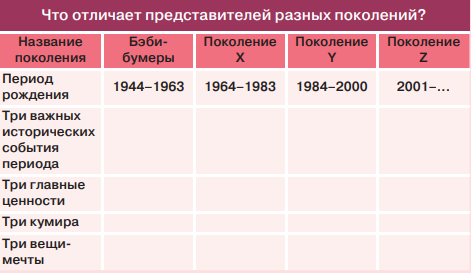 Что отличает представителей разных поколений?
Название поколения
Бэби-бумеры
Поколение X
Поколение Y
Поколение Z
Период рождения
1944–1963
1964–1983
1984–2000
2001–...
Три важных
исторических
события
периода
Три главные
ценности
Три кумира
Три вещи-
мечты